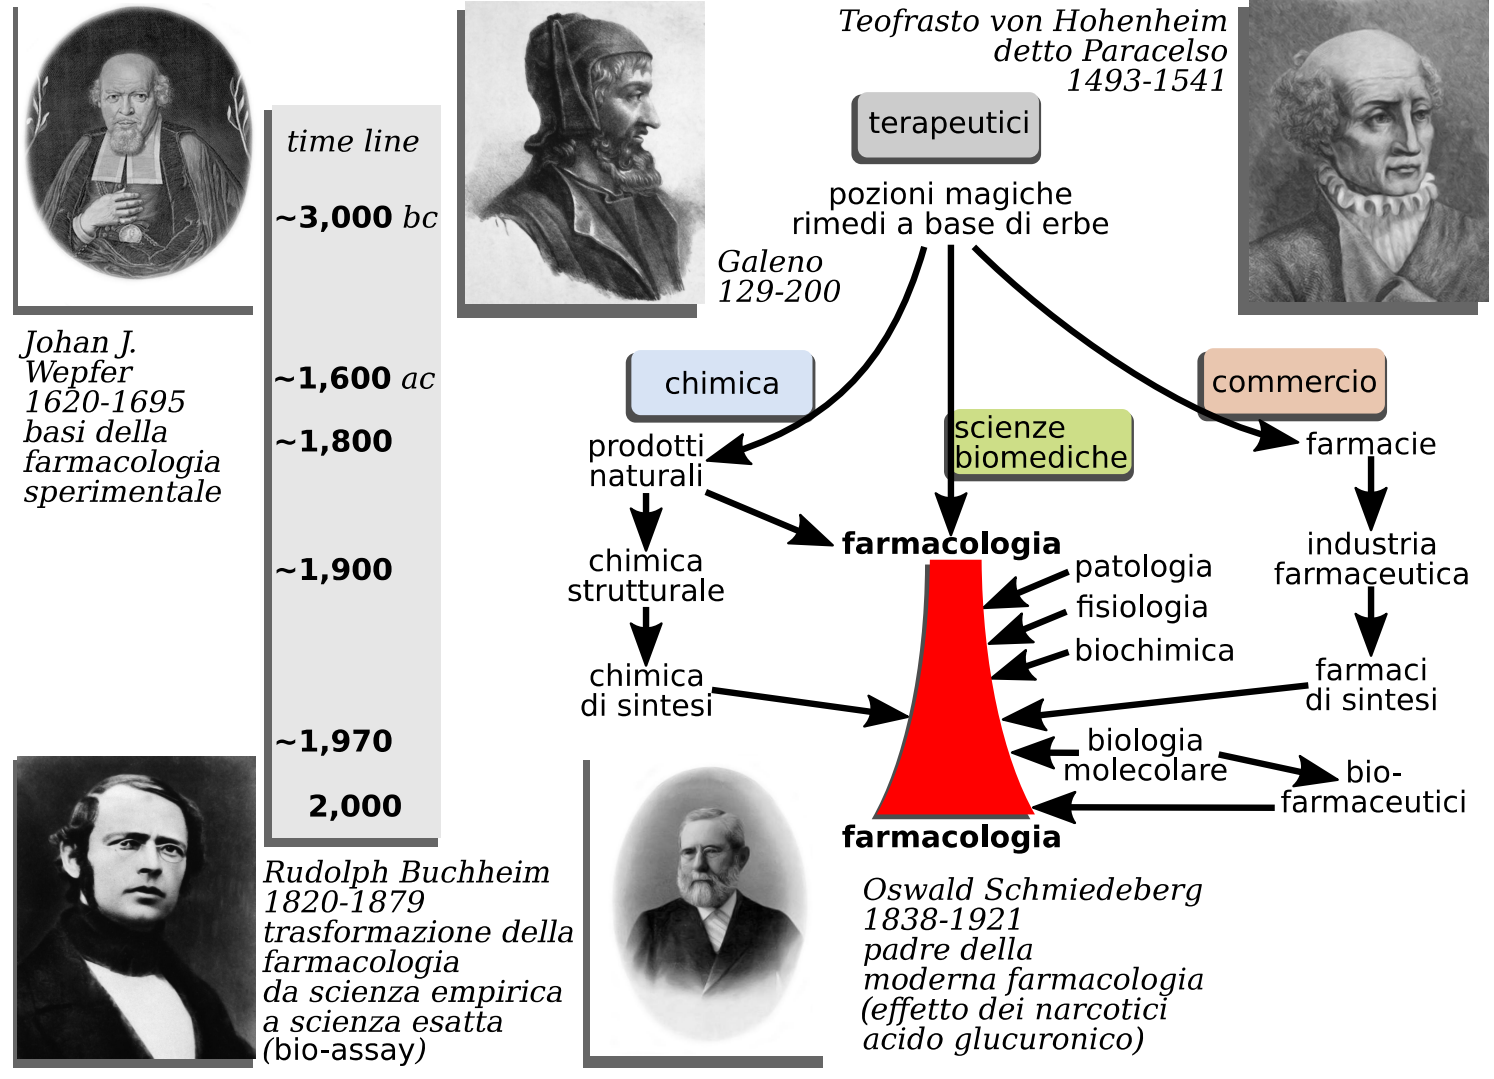 Teofrasto von Hohenheim
detto Paracelso
1493-1541
time line
~3,000 bc
~1,600 ac
~1,800
~1,900
~1,970
2,000
Johan J.
Wepfer
1620-1695
basi della
farmacologia
sperimentale
Galeno
129-200
terapeutici
pozioni magiche
rimedi a base di erbe
chimica
scienze
biomediche
commercio
prodotti
naturali
chimica
strutturale
chimica
di sintesi
farmacologia
patologia
fisiologia
biochimica
biologia
molecolare
farmacie
industria
farmaceutica
farmaci
di sintesi
bio-
farmaceutici
farmacologia
Rudolph Buchheim
1820-1879
trasformazione della
farmacologia
da scienza empirica
a scienza esatta
(bio-assay)
Oswald Schmiedeberg
1838-1921
padre della
moderna farmacologia
(effetto dei narcotici
acido glucuronico)